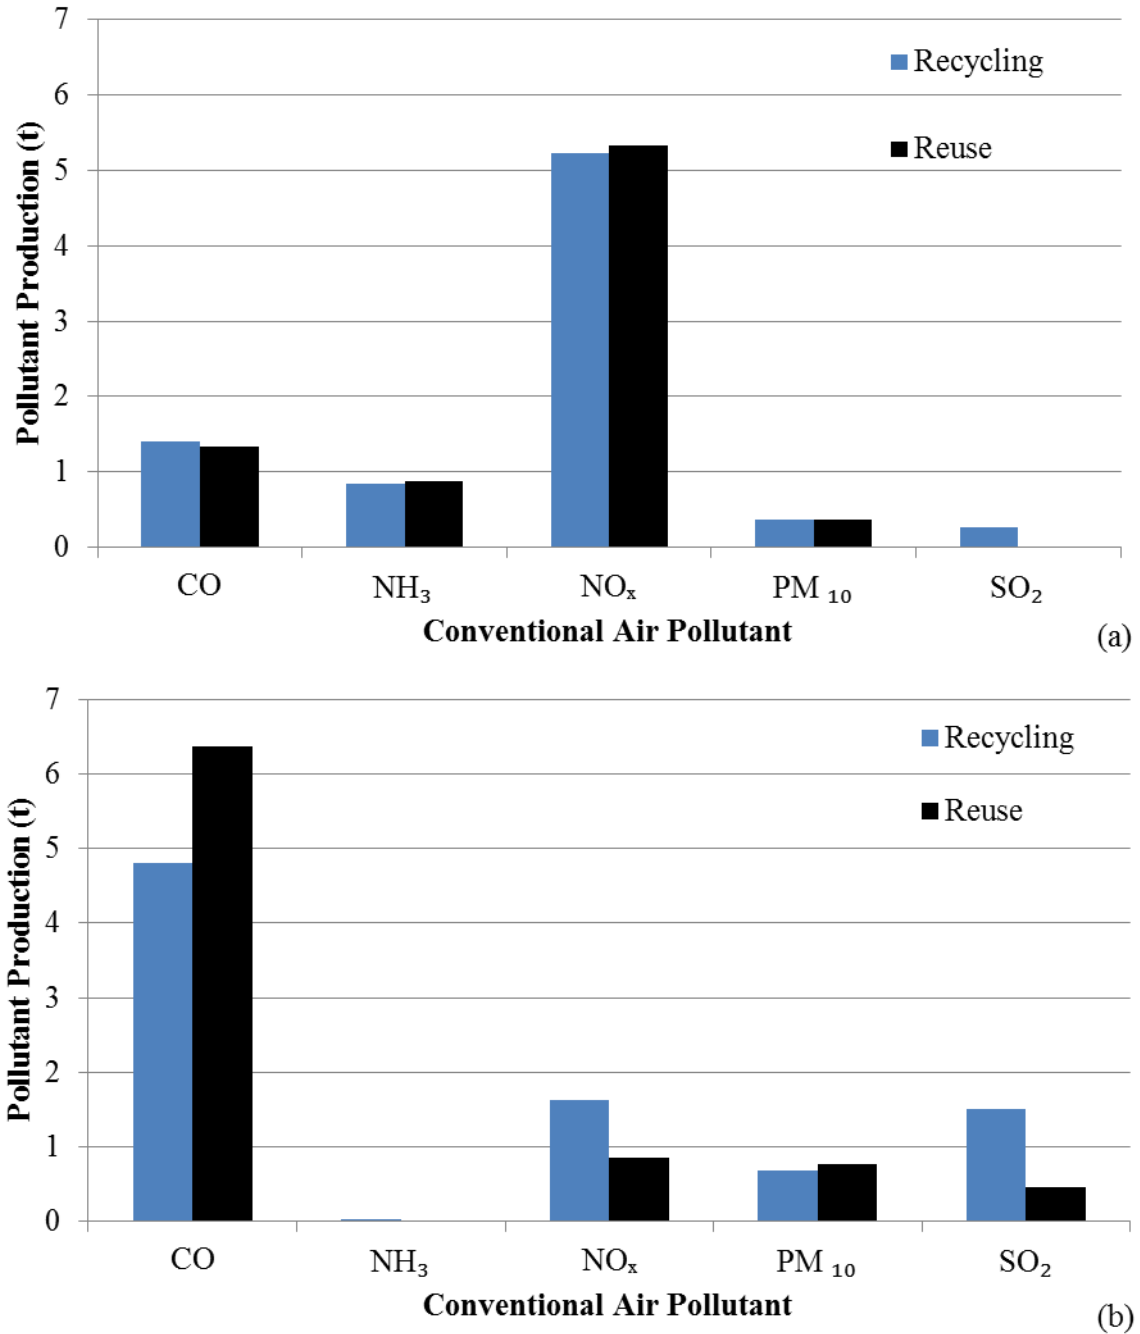 7
Recycling
6
Reuse
5
4
3
2
1
0
Pollutant Production (t)
CO NH₃ NOₓ PM ₁₀ SO₂
Conventional Air Pollutant
(a)
7
Recycling
6
Reuse
5
4
3
2
1
0
Pollutant Production (t)
CO NH₃ NOₓ PM ₁₀ SO₂
Conventional Air Pollutant
(b)